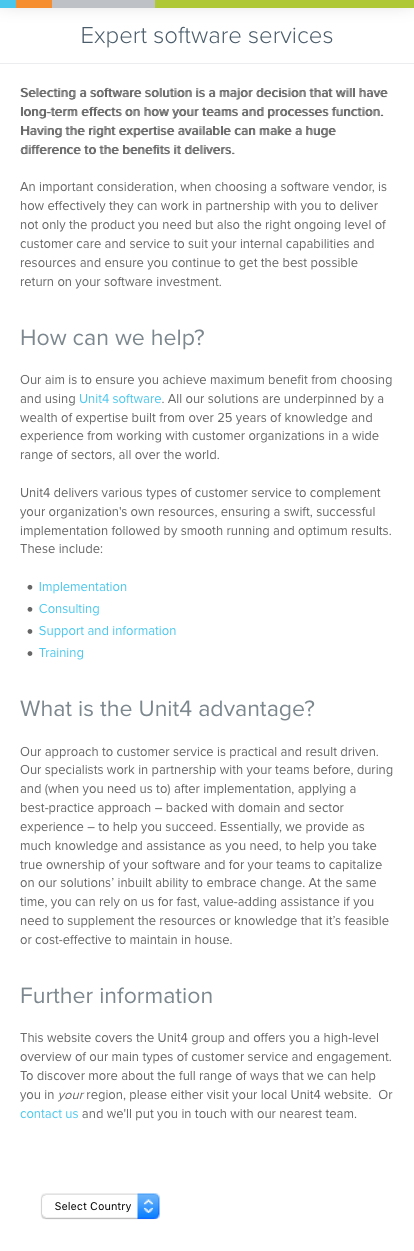 Expert software services
Selecting a software solution is a major decision that will have
long-term effects on how your teams and processes function.
Having the right expertise available can make a huge
difference to the benefits it delivers.
An important consideration, when choosing a software vendor, is
how effectively they can work in partnership with you to deliver
not only the product you need but also the right ongoing level of
customer care and service to suit your internal capabilities and
resources and ensure you continue to get the best possible
return on your software investment.
How can we help?
Our aim is to ensure you achieve maximum benefit from choosing
and using Unit4 software. All our solutions are underpinned by a
wealth of expertise built from over 25 years of knowledge and
experience from working with customer organizations in a wide
range of sectors, all over the world.
Unit4 delivers various types of customer service to complement
your organization's own resources, ensuring a swift, successful
implementation followed by smooth running and optimum results.
These include:
• Implementation
• Consulting
• Support and information
• Training
What is the Unit4 advantage?
Our approach to customer service is practical and result driven.
Our specialists work in partnership with your teams before, during
and (when you need us to) after implementation, applying a
best-practice approach – backed with domain and sector
experience – to help you succeed. Essentially, we provide as
much knowledge and assistance as you need, to help you take
true ownership of your software and for your teams to capitalize
on our solutions' inbuilt ability to embrace change. At the same
time, you can rely on us for fast, value-adding assistance if you
need to supplement the resources or knowledge that it's feasible
or cost-effective to maintain in house.
Further information
This website covers the Unit4 group and offers you a high-level
overview of our main types of customer service and engagement.
To discover more about the full range of ways that we can help
you in your region, please either visit your local Unit4 website.  Or
contact us and we'll put you in touch with our nearest team.
Select Country